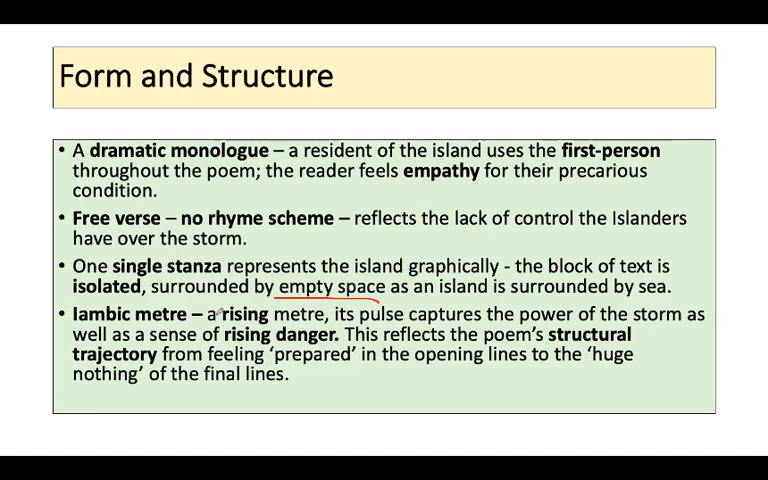 Form and Structure
• A dramatic monologue – a resident of the island uses the first-person
throughout the poem; the reader feels empathy for their precarious
condition.
• Free verse – no rhyme scheme – reflects the lack of control the Islanders
have over the storm.
• One single stanza represents the island graphically - the block of text is
isolated, surrounded by empty space as an island is surrounded by sea.
• Iambic metre – a rising metre, its pulse captures the power of the storm as
well as a sense of rising danger. This reflects the poem's structural
trajectory from feeling 'prepared' in the opening lines to the 'huge
nothing' of the final lines.